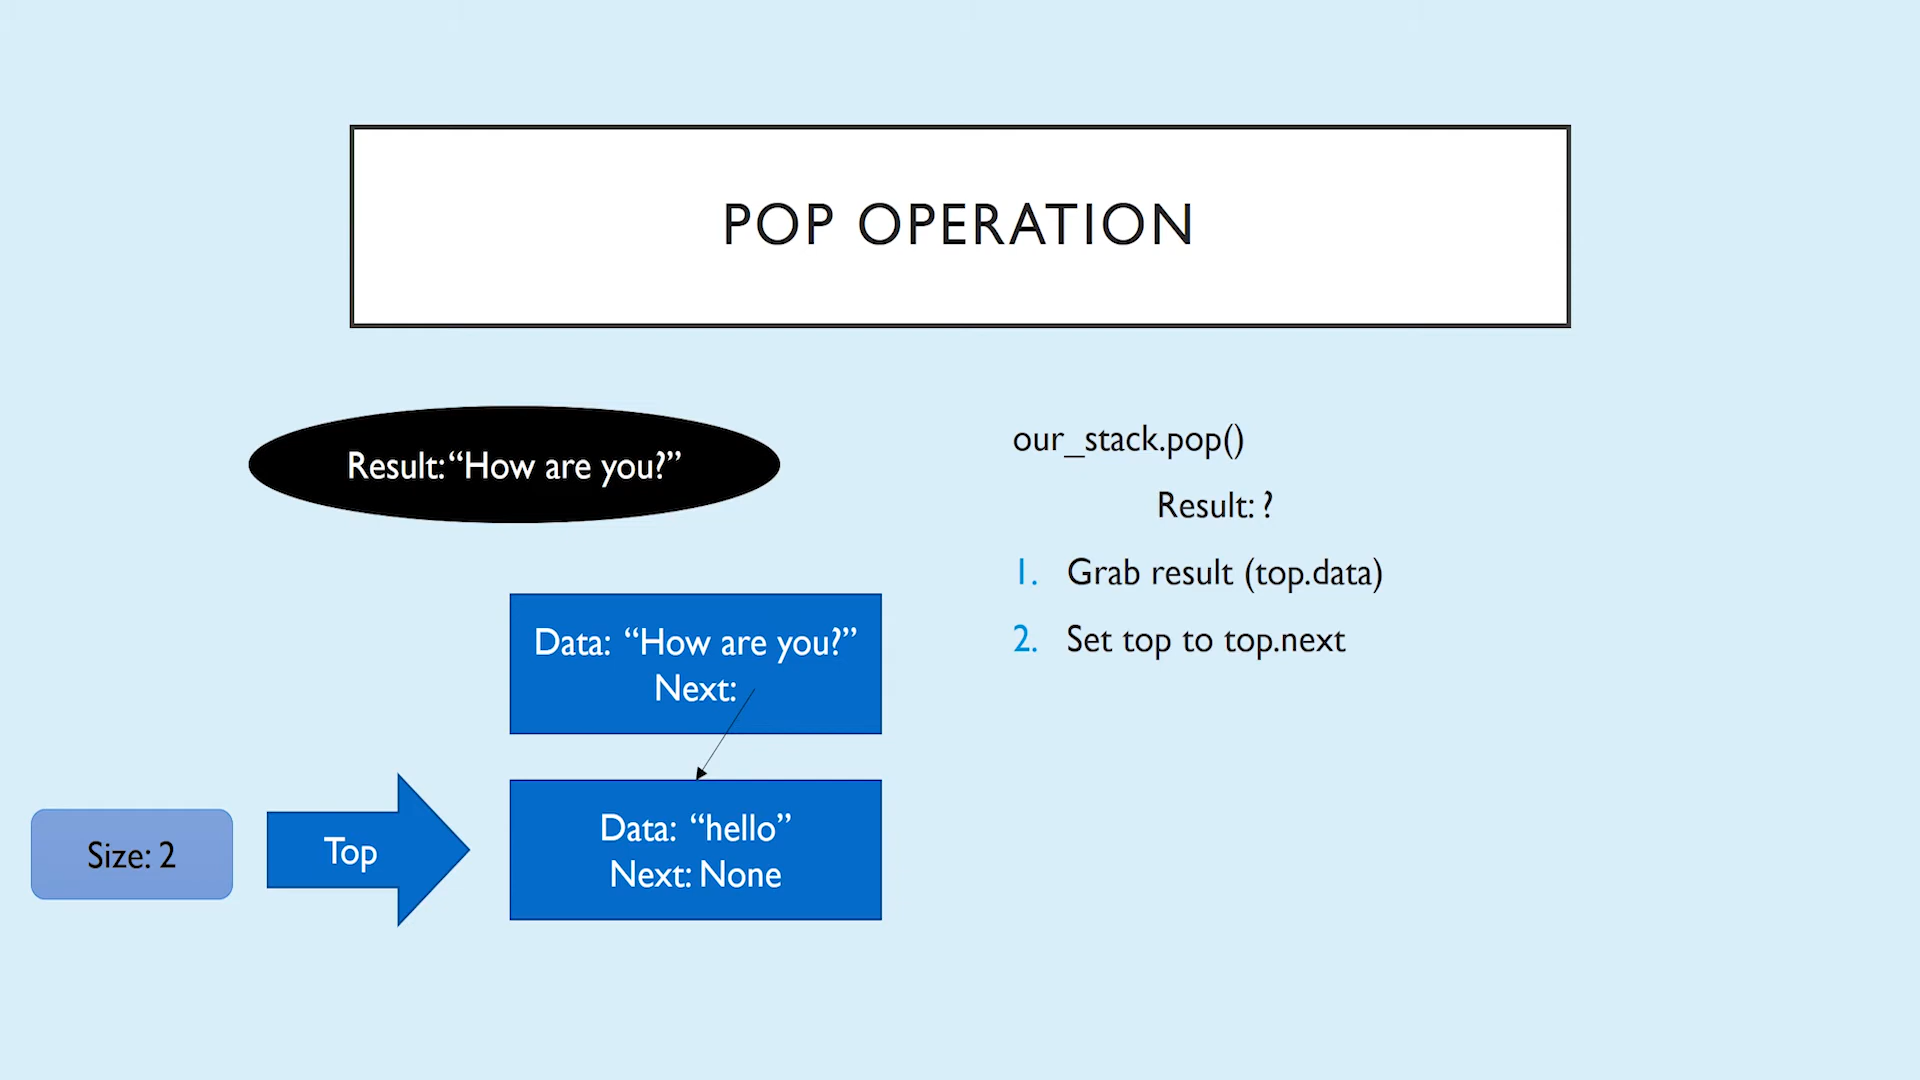 POP OPERATION
Result: “How are you?”
our_stack.pop()
Result: ?
1. Grab result (top.data)
2. Set top to top.next
Data: “How are you?”
Next:
Size: 2
Top
Data: “hello”
Next: None